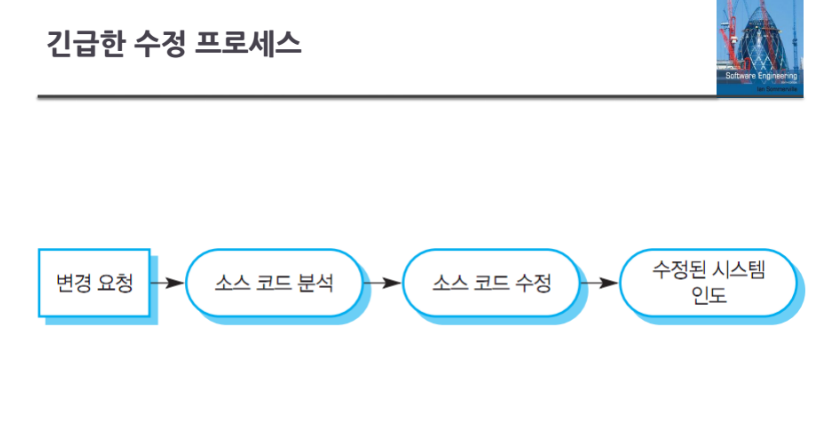 긴급한 수정 프로세스
Software Engineering
Ian Sommerville
변경 요청
소스 코드 분석
소스 코드 수정
수정된 시스템
인도